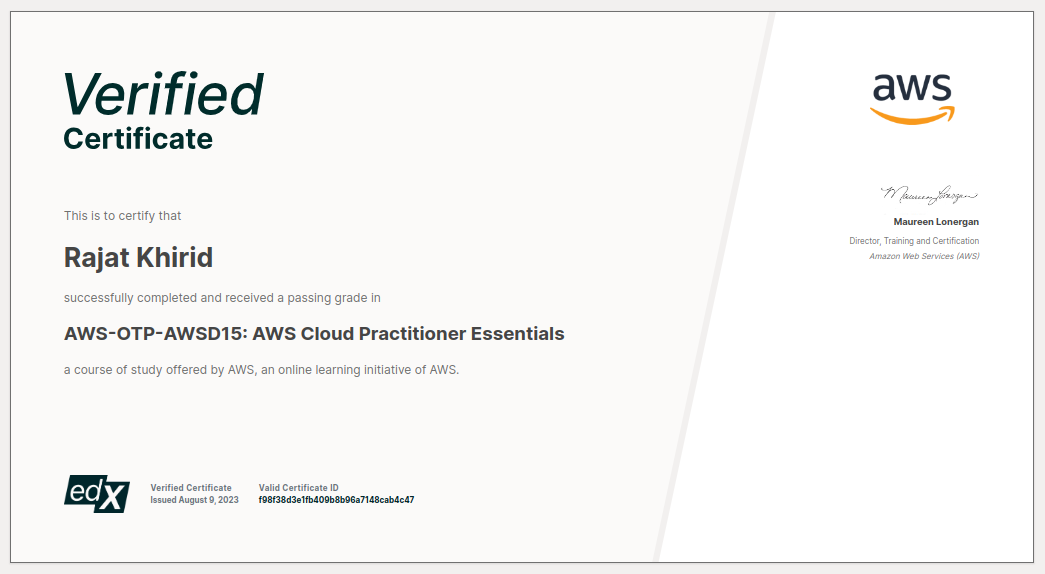 Verified
Certificate
This is to certify that
Rajat Khirid
successfully completed and received a passing grade in
AWS-OTP-AWSD15: AWS Cloud Practitioner Essentials
a course of study offered by AWS, an online learning initiative of AWS.
edX
Verified Certificate
Issued August 9, 2023
Valid Certificate ID
f98f38d3e1fb409b8b96a7148cab4c47
aws
Maureen Lonergan
Maureen Lonergan
Director, Training and Certification
Amazon Web Services (AWS)